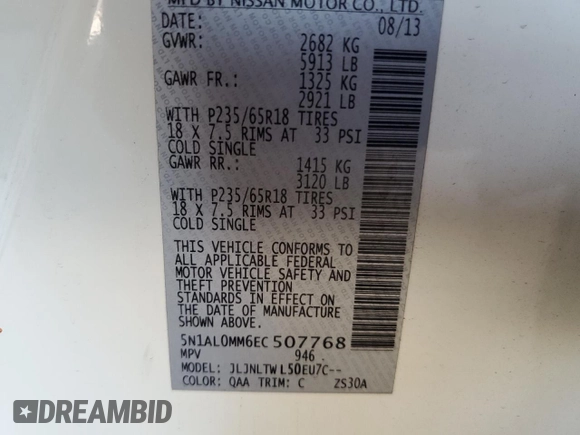 MFD BY NISSAN MOTOR CO., LTD.
DATE: 08/13
GVWR: 2682 KG
5913 LB
GAWR FR.: 1325 KG
2921 LB
WITH P235/65R18 TIRES
18 X 7.5 RIMS AT 33 PSI
COLD SINGLE
GAWR RR.: 1415 KG
3120 LB
WITH P235/65R18 TIRES
18 X 7.5 RIMS AT 33 PSI
COLD SINGLE
THIS VEHICLE CONFORMS TO
ALL APPLICABLE FEDERAL
MOTOR VEHICLE SAFETY AND
THEFT PREVENTION
STANDARDS IN EFFECT ON
THE DATE OF MANUFACTURE
SHOWN ABOVE.
5N1AL0MM6EC507768
MPV 946
MODEL: JLJNLTWL50EU7C--
COLOR: QAA TRIM: C ZS30A
DREAMBID
DREAMBID.COM